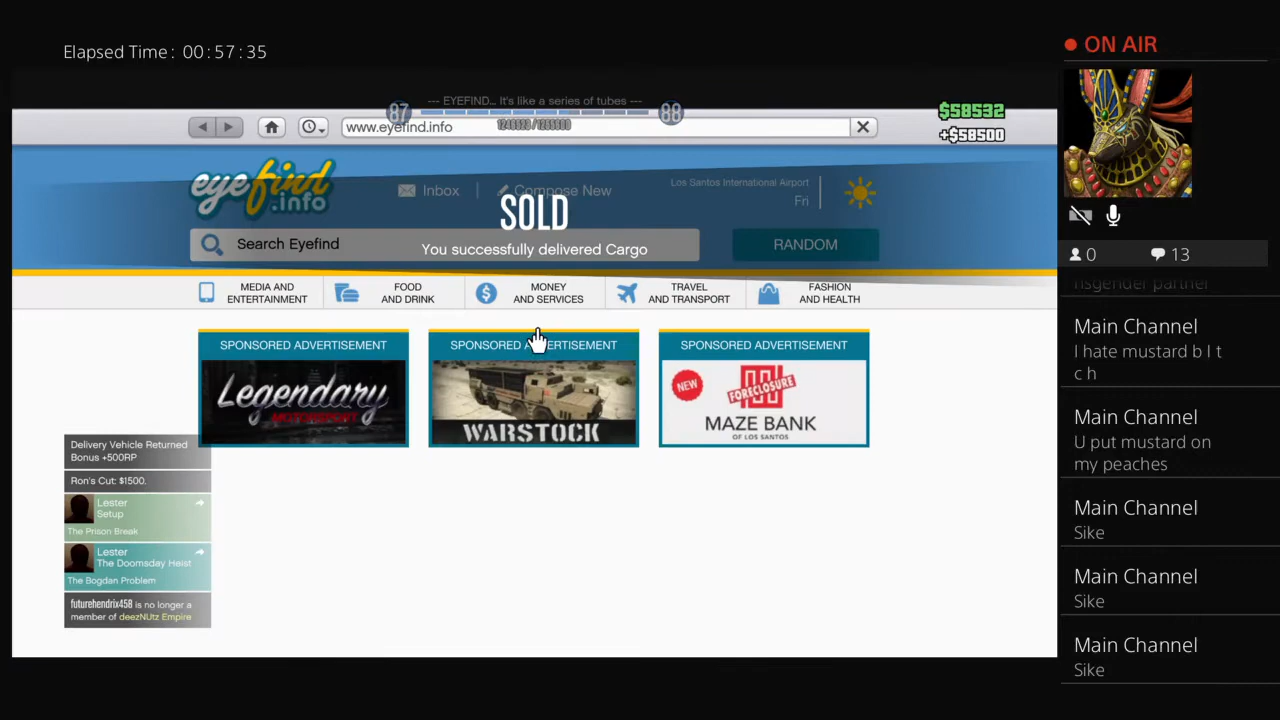 Elapsed Time: 00:57:35
ON AIR
--- EYEFIND... It's like a series of tubes ---
87
88
$58532
+$58500
www.eyefind.info
eyefind
.info
Inbox
Compose New
Los Santos International Airport
Fri
SOLD
Search Eyefind
You successfully delivered Cargo
RANDOM
MEDIA AND
ENTERTAINMENT
FOOD
AND DRINK
MONEY
AND SERVICES
TRAVEL
AND TRANSPORT
FASHION
AND HEALTH
SPONSORED ADVERTISEMENT
Legendary
MOTORSPORT
SPONSORED ADVERTISEMENT
WARSTOCK
SPONSORED ADVERTISEMENT
NEW
FORECLOSURE
MAZE BANK
OF LOS SANTOS
Delivery Vehicle Returned
Bonus +500RP
Ron's Cut: $1500.
Lester
Setup
The Prison Break
Lester
The Doomsday Heist
The Bogdan Problem
futurehendrix458 is no longer a
member of deezNUtz Empire
0
13
nsgender partner
Main Channel
I hate mustard b I t
c h
Main Channel
U put mustard on
my peaches
Main Channel
Sike
Main Channel
Sike
Main Channel
Sike